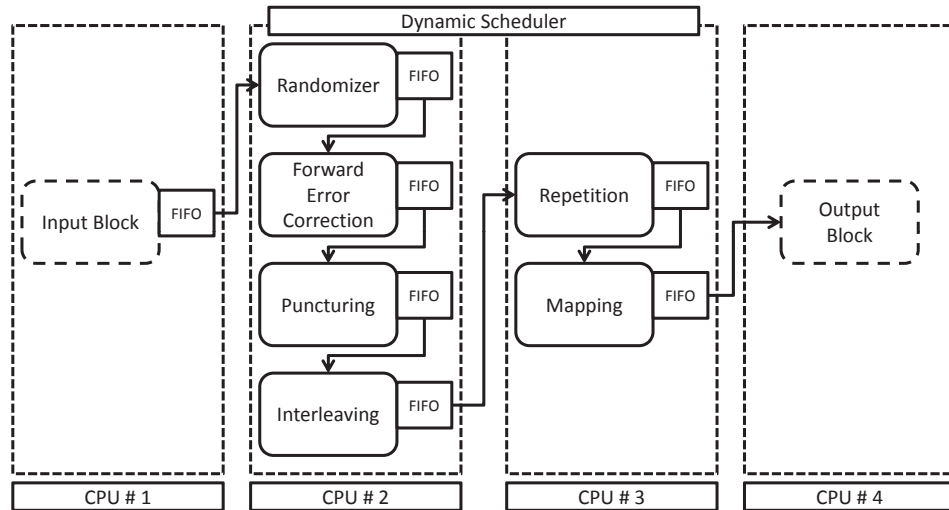 Dynamic Scheduler
Input Block
FIFO
Randomizer
FIFO
Forward
Error
Correction
FIFO
Puncturing
FIFO
Interleaving
FIFO
Repetition
FIFO
Mapping
FIFO
Output
Block
CPU # 1
CPU # 2
CPU # 3
CPU # 4